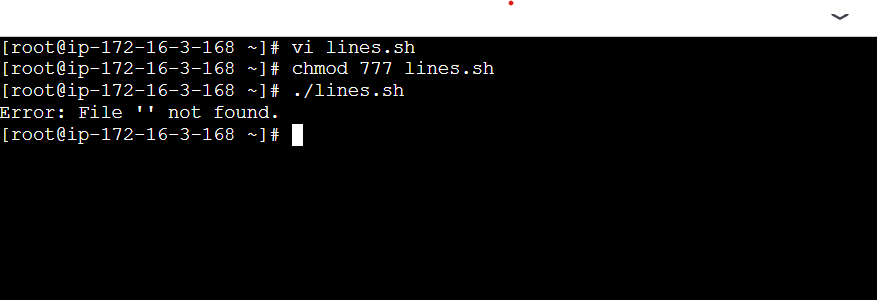 [root@ip-172-16-3-168 ~]# vi lines.sh
[root@ip-172-16-3-168 ~]# chmod 777 lines.sh
[root@ip-172-16-3-168 ~]# ./lines.sh
Error: File '' not found.
[root@ip-172-16-3-168 ~]#